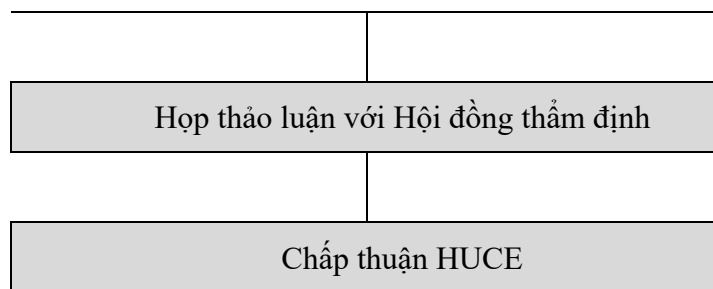 Họp thảo luận với Hội đồng thẩm định
Chấp thuận HUCE